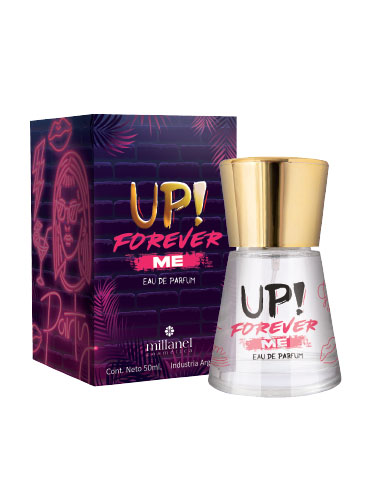 UP!
FOREVER
ME
EAU DE PARFUM
millanel
cosmética
Cont. Neto 50ml.
Industria Arg
Party
UP!
FOREVER
ME
EAU DE PARFUM